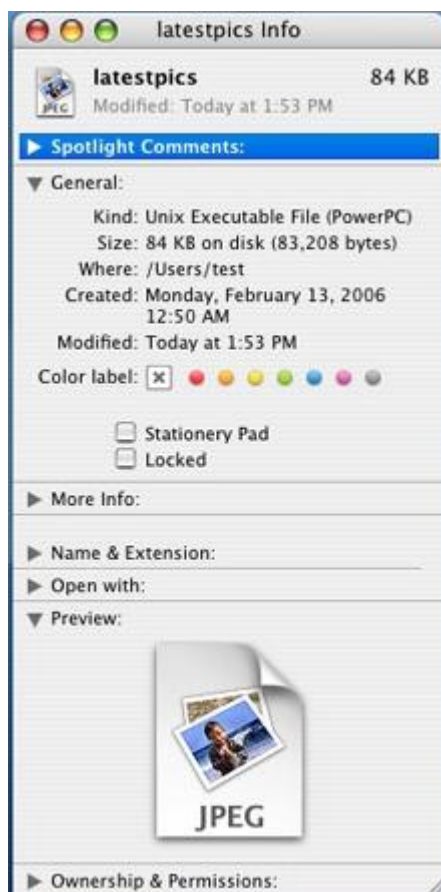 latestpics Info
latestpics 84 KB
JPEG Modified: Today at 1:53 PM
Spotlight Comments:
General:
Kind: Unix Executable File (PowerPC)
Size: 84 KB on disk (83,208 bytes)
Where: /Users/test
Created: Monday, February 13, 2006
12:50 AM
Modified: Today at 1:53 PM
Color label:
Stationery Pad
Locked
More Info:
Name & Extension:
Open with:
Preview:
JPEG
Ownership & Permissions: